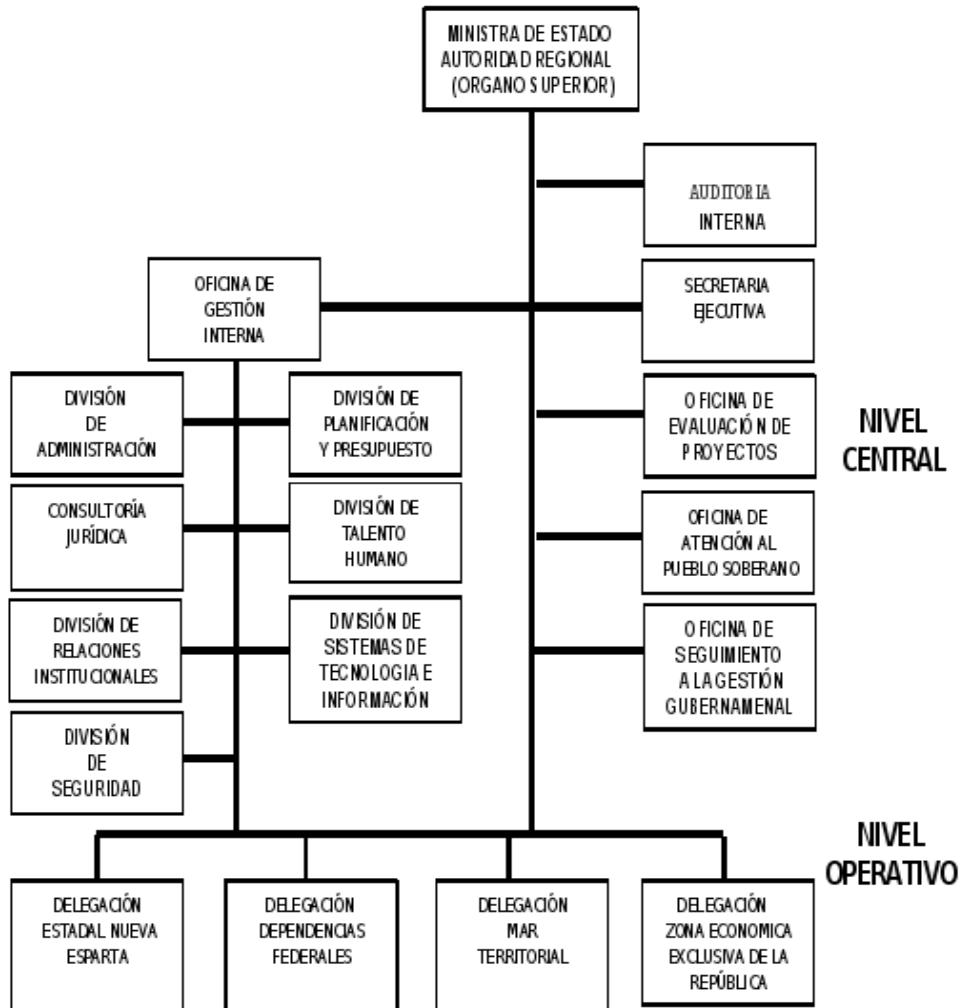 MINISTRA DE ESTADO
AUTORIDAD REGIONAL
(ORGANO SUPERIOR)
AUDITORIA
INTERNA
OFICINA DE
GESTIÓN
INTERNA
SECRETARIA
EJECUTIVA
DIVISIÓN
DE
ADMINISTRACIÓN
DIVISIÓN DE
PLANIFICACIÓN
Y PRESUPUESTO
OFICINA DE
EVALUACIÓN DE
PROYECTOS
NIVEL
CENTRAL
CONSULTORÍA
JURÍDICA
DIVISIÓN DE
TALENTO
HUMANO
OFICINA DE
ATENCIÓN AL
PUEBLO SOBERANO
DIVISIÓN DE
RELACIONES
INSTITUCIONALES
DIVISIÓN DE
SISTEMAS DE
TECNOLOGIA E
INFORMACIÓN
OFICINA DE
SEGUIMIENTO
A LA GESTIÓN
GUBERNAMENAL
DIVISIÓN
DE
SEGURIDAD
NIVEL
OPERATIVO
DELEGACIÓN
ESTADAL NUEVA
ESPARTA
DELEGACIÓN
DEPENDENCIAS
FEDERALES
DELEGACIÓN
MAR
TERRITORIAL
DELEGACIÓN
ZONA ECONOMICA
EXCLUSIVA DE LA
REPÚBLICA